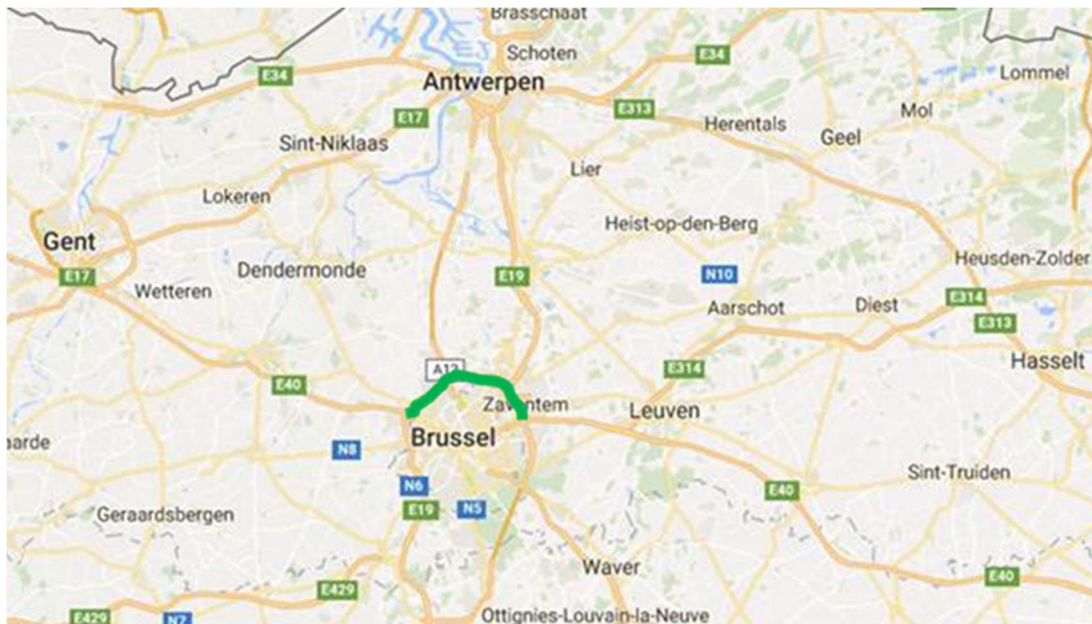 Brasschaat
Schoten
E34
E34
Antwerpen
Lommel
E17
E313
Mol
Herentals
Geel
Sint-Niklaas
Lier
Lokeren
Heist-op-den-Berg
Gent
E17
Dendermonde
E19
N10
Heusden-Zolder
Wetteren
Aarschot
Diest
E314
E313
Hasselt
E40
E314
Zaventem
Leuven
Brussel
aarde
N8
Sint-Truiden
N6
E40
E19
N5
Geraardsbergen
Waver
E40
E429
E429
N7
Ottignies-Louvain-la-Neuve